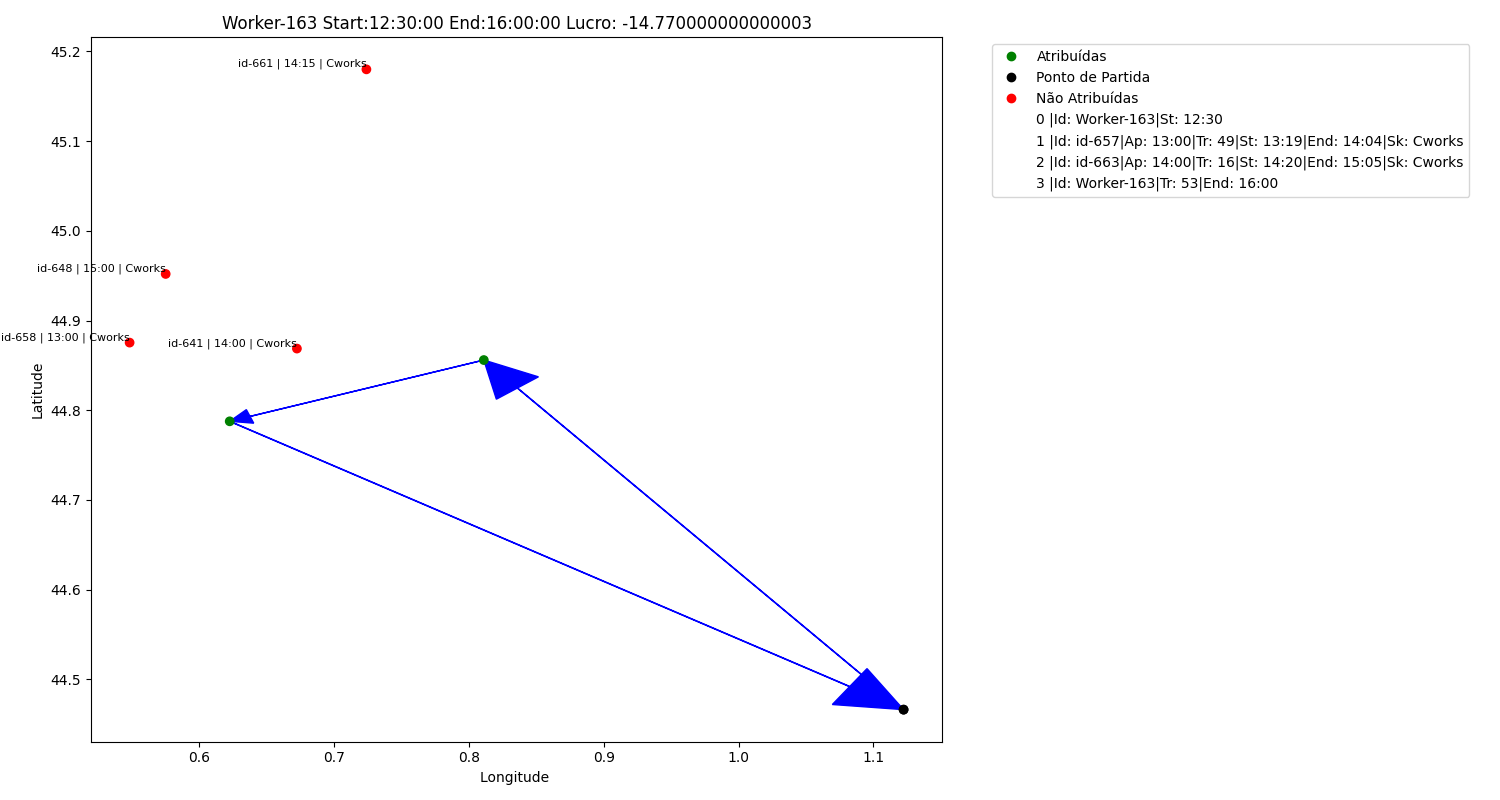 Worker-163 Start:12:30:00 End:16:00:00 Lucro: -14.770000000000003
45.2
45.1
45.0
44.9
44.8
44.7
44.6
44.5
Latitude
id-661 | 14:15 | Cworks
id-648 | 15:00 | Cworks
id-658 | 13:00 | Cworks
id-641 | 14:00 | Cworks
0.6 0.7 0.8 0.9 1.0 1.1
Longitude
Atribuídas
Ponto de Partida
Não Atribuídas
0 |Id: Worker-163|St: 12:30
1 |Id: id-657|Ap: 13:00|Tr: 49|St: 13:19|End: 14:04|Sk: Cworks
2 |Id: id-663|Ap: 14:00|Tr: 16|St: 14:20|End: 15:05|Sk: Cworks
3 |Id: Worker-163|Tr: 53|End: 16:00